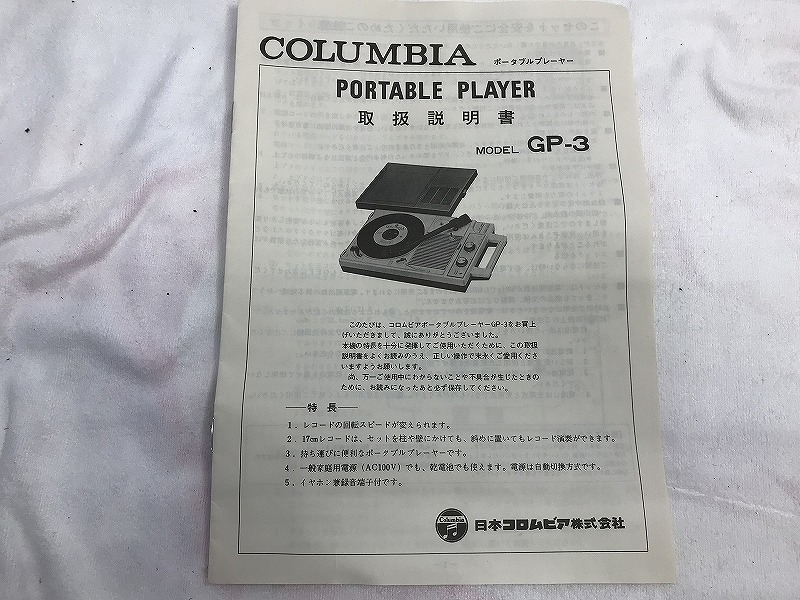 COLUMBIA ポータブルプレーヤー
PORTABLE PLAYER
取扱説明書
MODEL GP-3
このたびは、コロムビアポータブルプレーヤーGP-3をお買上
げいただきまして、誠にありがとうございました。
本機の特長を十分に発揮してご使用いただくために、この取扱
説明書をよくお読みのうえ、正しい操作で末永くご愛用くださ
いますようお願いします。
尚、万一ご使用中にわからないことや不具合が生じたときの
ために、お読みになったあと必ず保存してください。
特長
1. レコードの回転スピードが変えられます。
2. 17cmレコードは、セットを柱や壁にかけても、斜めに置いてもレコード演奏ができます。
3. 持ち運びに便利なポータブルプレーヤーです。
4. 一般家庭用電源（AC100V）でも、乾電池でも使えます。電源は自動切換方式です。
5. イヤホン兼録音端子付です。
Columbia 日本コロムビア株式会社